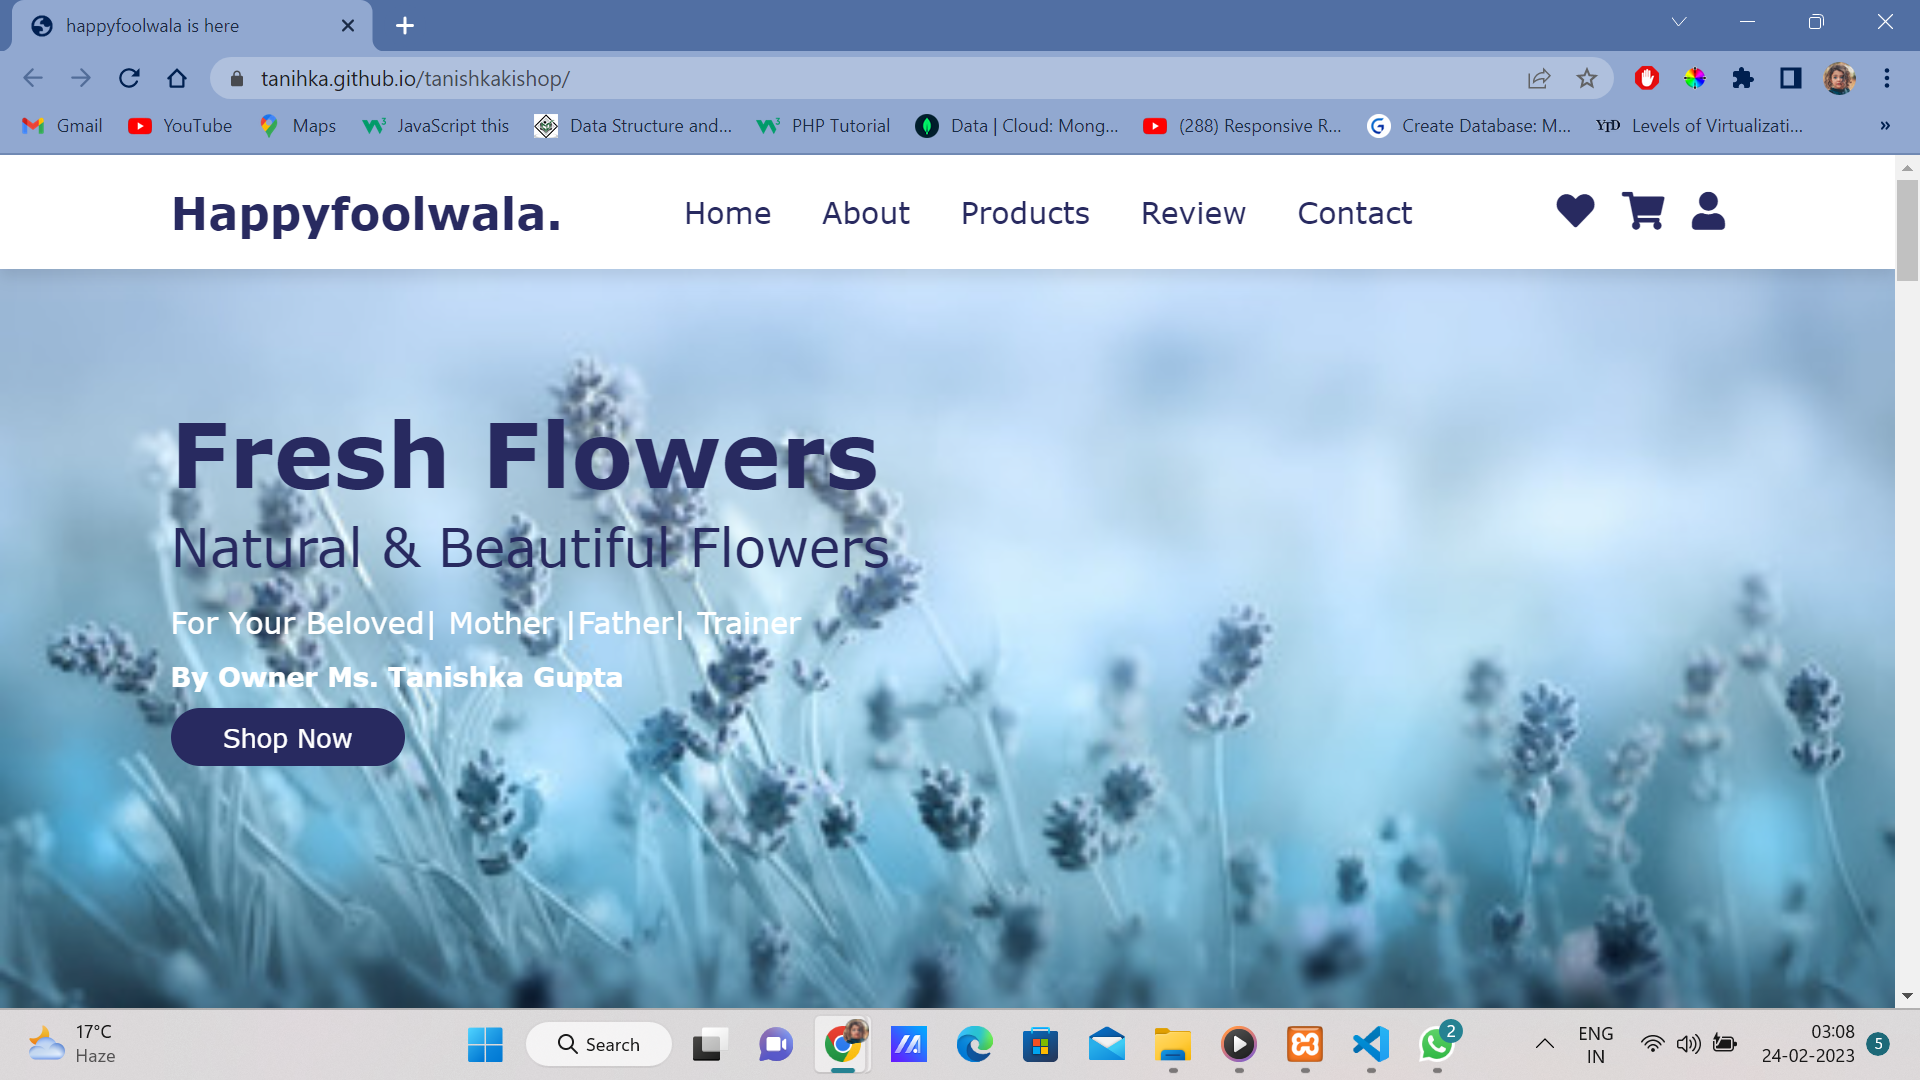 happyfoolwala is here
tanihka.github.io/tanishkakishop/
Gmail YouTube Maps JavaScript this Data Structure and... PHP Tutorial Data | Cloud: Mong... (288) Responsive R... Create Database: M... YTD Levels of Virtualizati... »
Happyfoolwala. Home About Products Review Contact
Fresh Flowers
Natural & Beautiful Flowers
For Your Beloved| Mother |Father| Trainer
By Owner Ms. Tanishka Gupta
Shop Now
17°C
Haze
Search
2
ENG
IN
03:08
24-02-2023
5